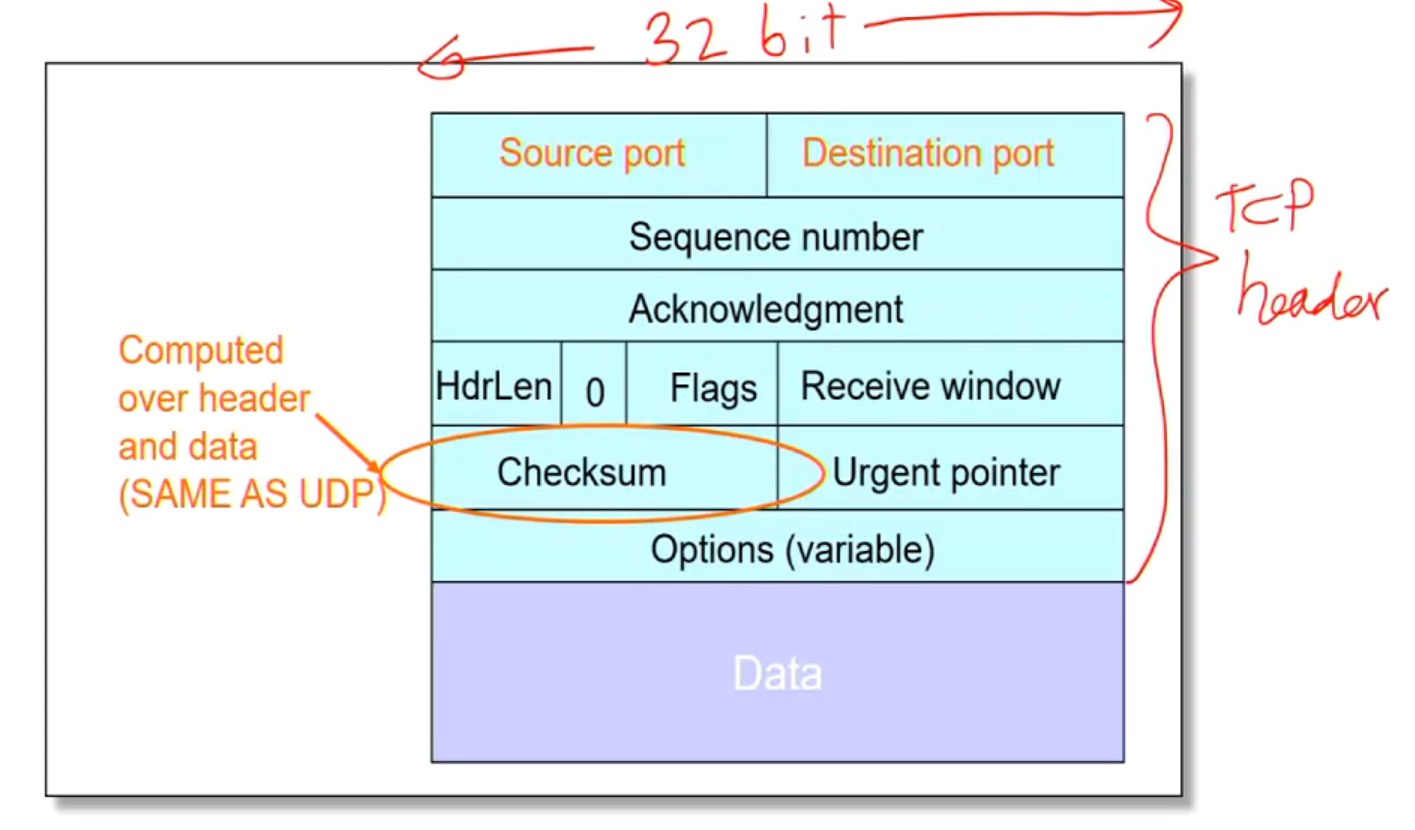 32 bit
Source port Destination port
Sequence number
Acknowledgment
HdrLen 0 Flags Receive window
Checksum Urgent pointer
Options (variable)
Data
Computed
over header
and data
(SAME AS UDP)
TCP
header